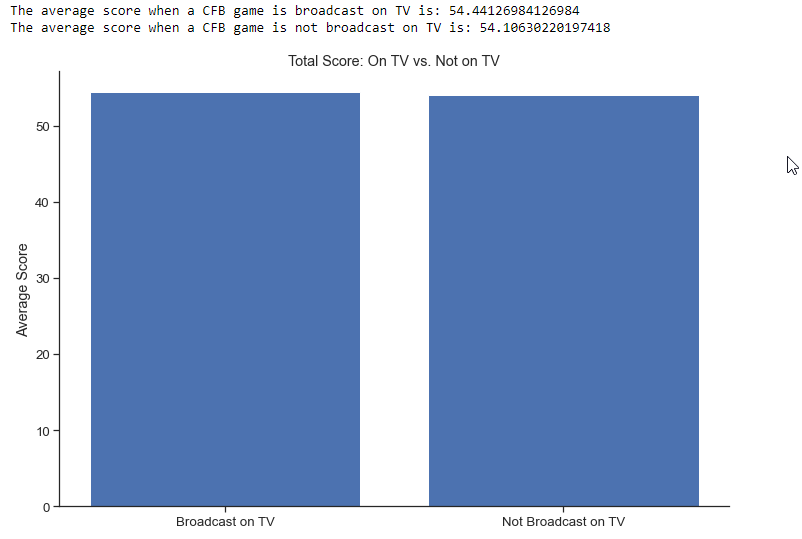 The average score when a CFB game is broadcast on TV is: 54.44126984126984
The average score when a CFB game is not broadcast on TV is: 54.10630220197418
Total Score: On TV vs. Not on TV
Average Score
50
40
30
20
10
0
Broadcast on TV
Not Broadcast on TV